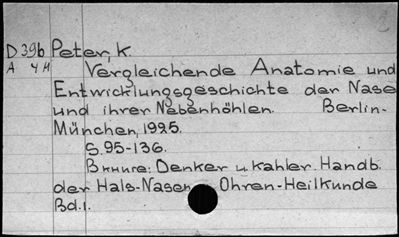 D 39b Peter, K
A 4 H Vergleichende Anatomie und
Entwicklungsgeschichte der Nase
und ihrer Nebenhöhlen. Berlin-
München, 1925.
S. 95-136.
В книге: Denker u. Kahler. Handb.
der Hals-Nasen Ohren-Heilkunde
Bd. 1.